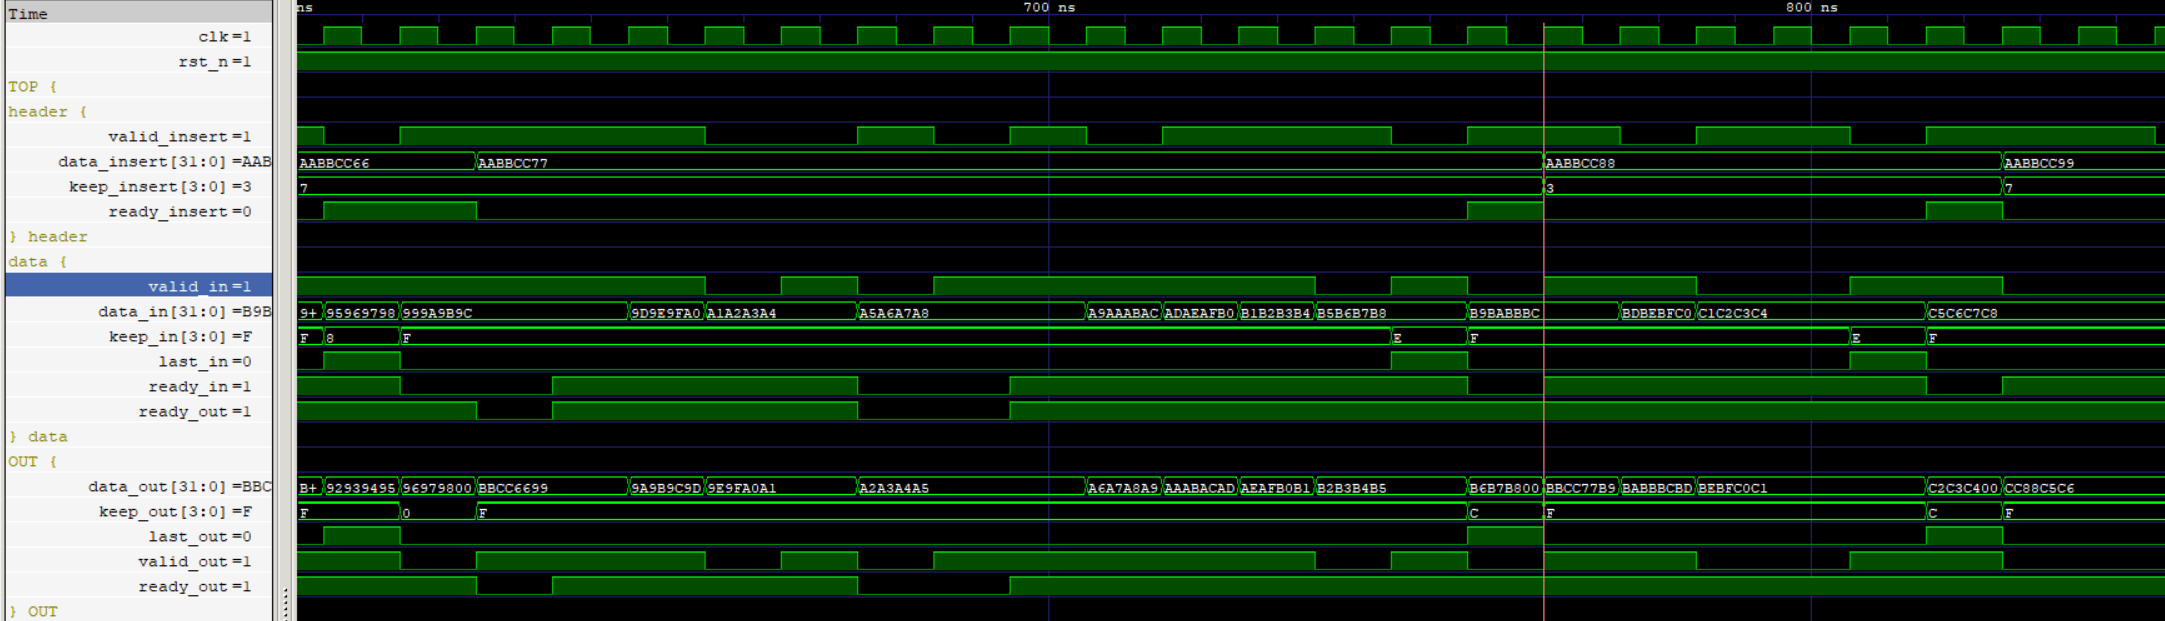 Time ns 700 ns 800 ns
clk=1
rst_n=1
TOP {
header {
valid_insert=1
data_insert[31:0]=AAB AABBCC66 AABBCC77 AABBCC88 AABBCC99
keep_insert[3:0]=3 7 3 7
ready_insert=0
} header
data {
valid_in=1
data_in[31:0]=B9B 9+ 95969798 999A9B9C 9D9E9FA0 A1A2A3A4 A5A6A7A8 A9AAABAC ADAEAFB0 B1B2B3B4 B5B6B7B8 B9BABBBC BDBEBFC0 C1C2C3C4 C5C6C7C8
keep_in[3:0]=F F 8 F E F E F
last_in=0
ready_in=1
ready_out=1
} data
OUT {
data_out[31:0]=BBC B+ 92939495 96979800 BBCC6699 9A9B9C9D 9E9FA0A1 A2A3A4A5 A6A7A8A9 AAABACAD AEAFB0B1 B2B3B4B5 B6B7B800 BBCC77B9 BABBBCBD BEBFC0C1 C2C3C400 CC88C5C6
keep_out[3:0]=F F 0 F C F C F
last_out=0
valid_out=1
ready_out=1
} OUT